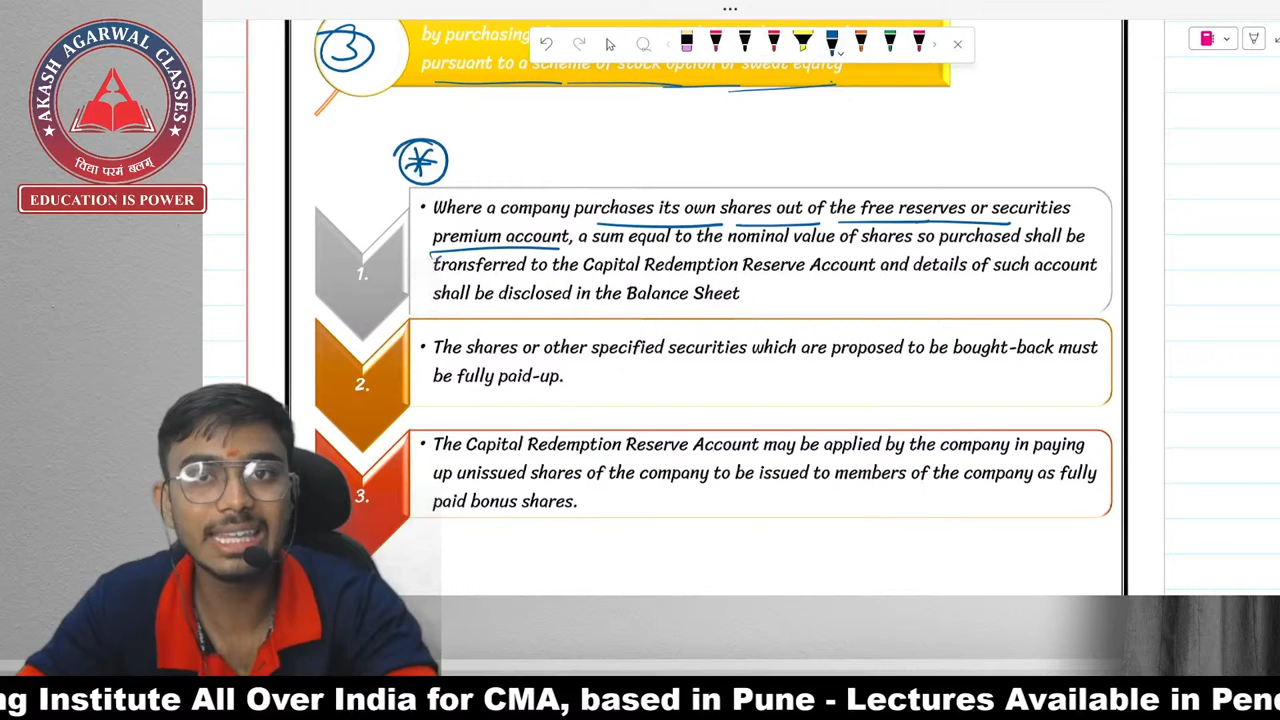 AKASH AGARWAL CLASSES
विद्या परमं बलम्
EDUCATION IS POWER
3
by purchasing
pursuant to a scheme of stock option or sweat equity
*
1.
• Where a company purchases its own shares out of the free reserves or securities
premium account, a sum equal to the nominal value of shares so purchased shall be
transferred to the Capital Redemption Reserve Account and details of such account
shall be disclosed in the Balance Sheet
2.
• The shares or other specified securities which are proposed to be bought-back must
be fully paid-up.
3.
• The Capital Redemption Reserve Account may be applied by the company in paying
up unissued shares of the company to be issued to members of the company as fully
paid bonus shares.
ng Institute All Over India for CMA, based in Pune - Lectures Available in Pen